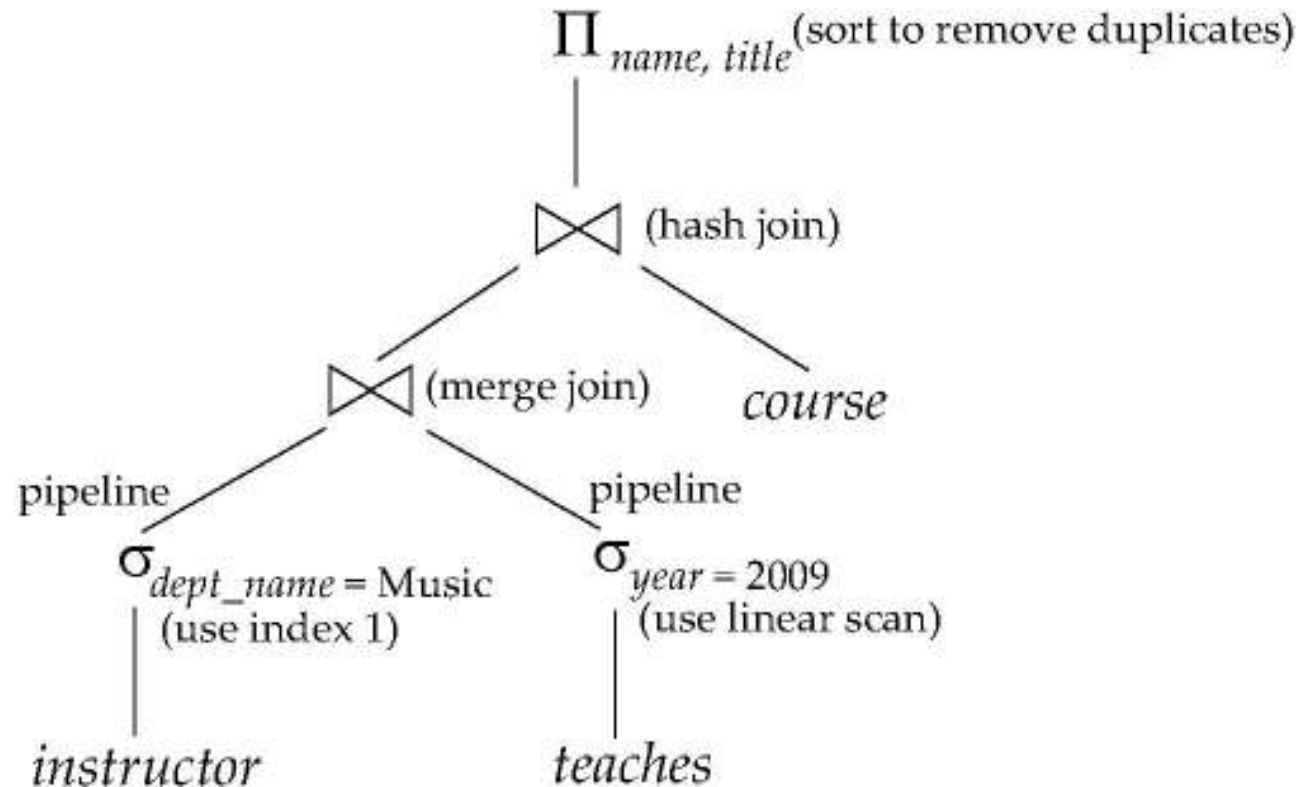 Π name, title (sort to remove duplicates)
(hash join)
(merge join)
course
pipeline
pipeline
σ dept_name = Music
(use index 1)
σ year = 2009
(use linear scan)
instructor
teaches